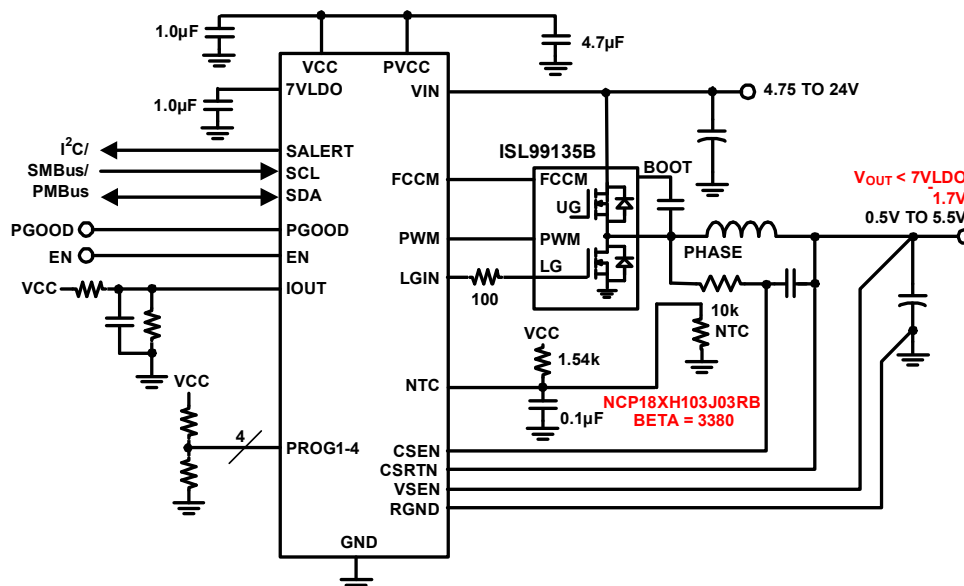 1.0µF
4.7µF
VCC
PVCC
7VLDO
VIN
4.75 TO 24V
1.0µF
I²C/
SMBus/
PMBus
SALERT
SCL
SDA
ISL99135B
BOOT
FCCM
FCCM
UG
VOUT < 7VLDO
-
1.7V
0.5V TO 5.5V
PGOOD
PGOOD
PWM
PWM
EN
EN
PHASE
LG
LGIN
VCC
IOUT
100
10k
NTC
VCC
1.54k
VCC
NTC
NCP18XH103J03RB
BETA = 3380
0.1µF
4
PROG1-4
CSEN
CSRTN
VSEN
RGND
GND